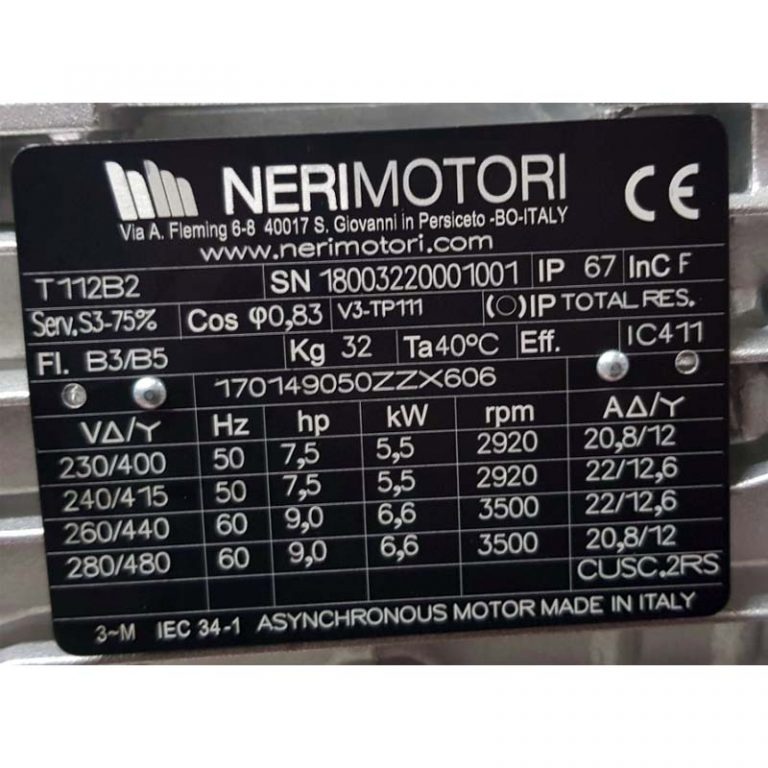 NERIMOTORI CE
Via A. Fleming 6-8 40017 S. Giovanni in Persiceto -BO-ITALY
www.nerimotori.com
T112B2 SN 18003220001001 IP 67 InC F
Serv.S3-75% Cos φ0,83 V3-TP111 (○)IP TOTAL RES.
Fl. B3/B5 Kg 32 Ta40°C Eff. IC411
170149050ZZX606
VΔ/Y Hz hp kW rpm AΔ/Y
230/400 50 7,5 5,5 2920 20,8/12
240/415 50 7,5 5,5 2920 22/12,6
260/440 60 9,0 6,6 3500 22/12,6
280/480 60 9,0 6,6 3500 20,8/12
CUSC.2RS
3~M IEC 34-1 ASYNCHRONOUS MOTOR MADE IN ITALY